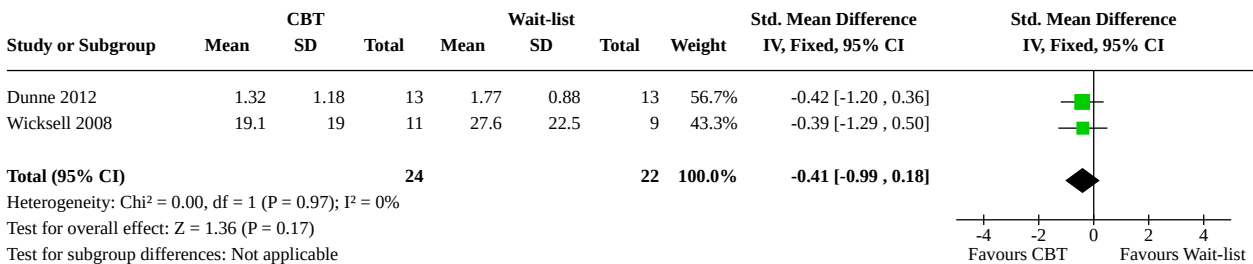 CBT Wait-list Std. Mean Difference Std. Mean Difference
Study or Subgroup Mean SD Total Mean SD Total Weight IV, Fixed, 95% CI IV, Fixed, 95% CI
Dunne 2012 1.32 1.18 13 1.77 0.88 13 56.7% -0.42 [-1.20 , 0.36]
Wicksell 2008 19.1 19 11 27.6 22.5 9 43.3% -0.39 [-1.29 , 0.50]
Total (95% CI) 24 22 100.0% -0.41 [-0.99 , 0.18]
Heterogeneity: Chi² = 0.00, df = 1 (P = 0.97); I² = 0%
Test for overall effect: Z = 1.36 (P = 0.17)
Test for subgroup differences: Not applicable
-4 -2 0 2 4
Favours CBT Favours Wait-list